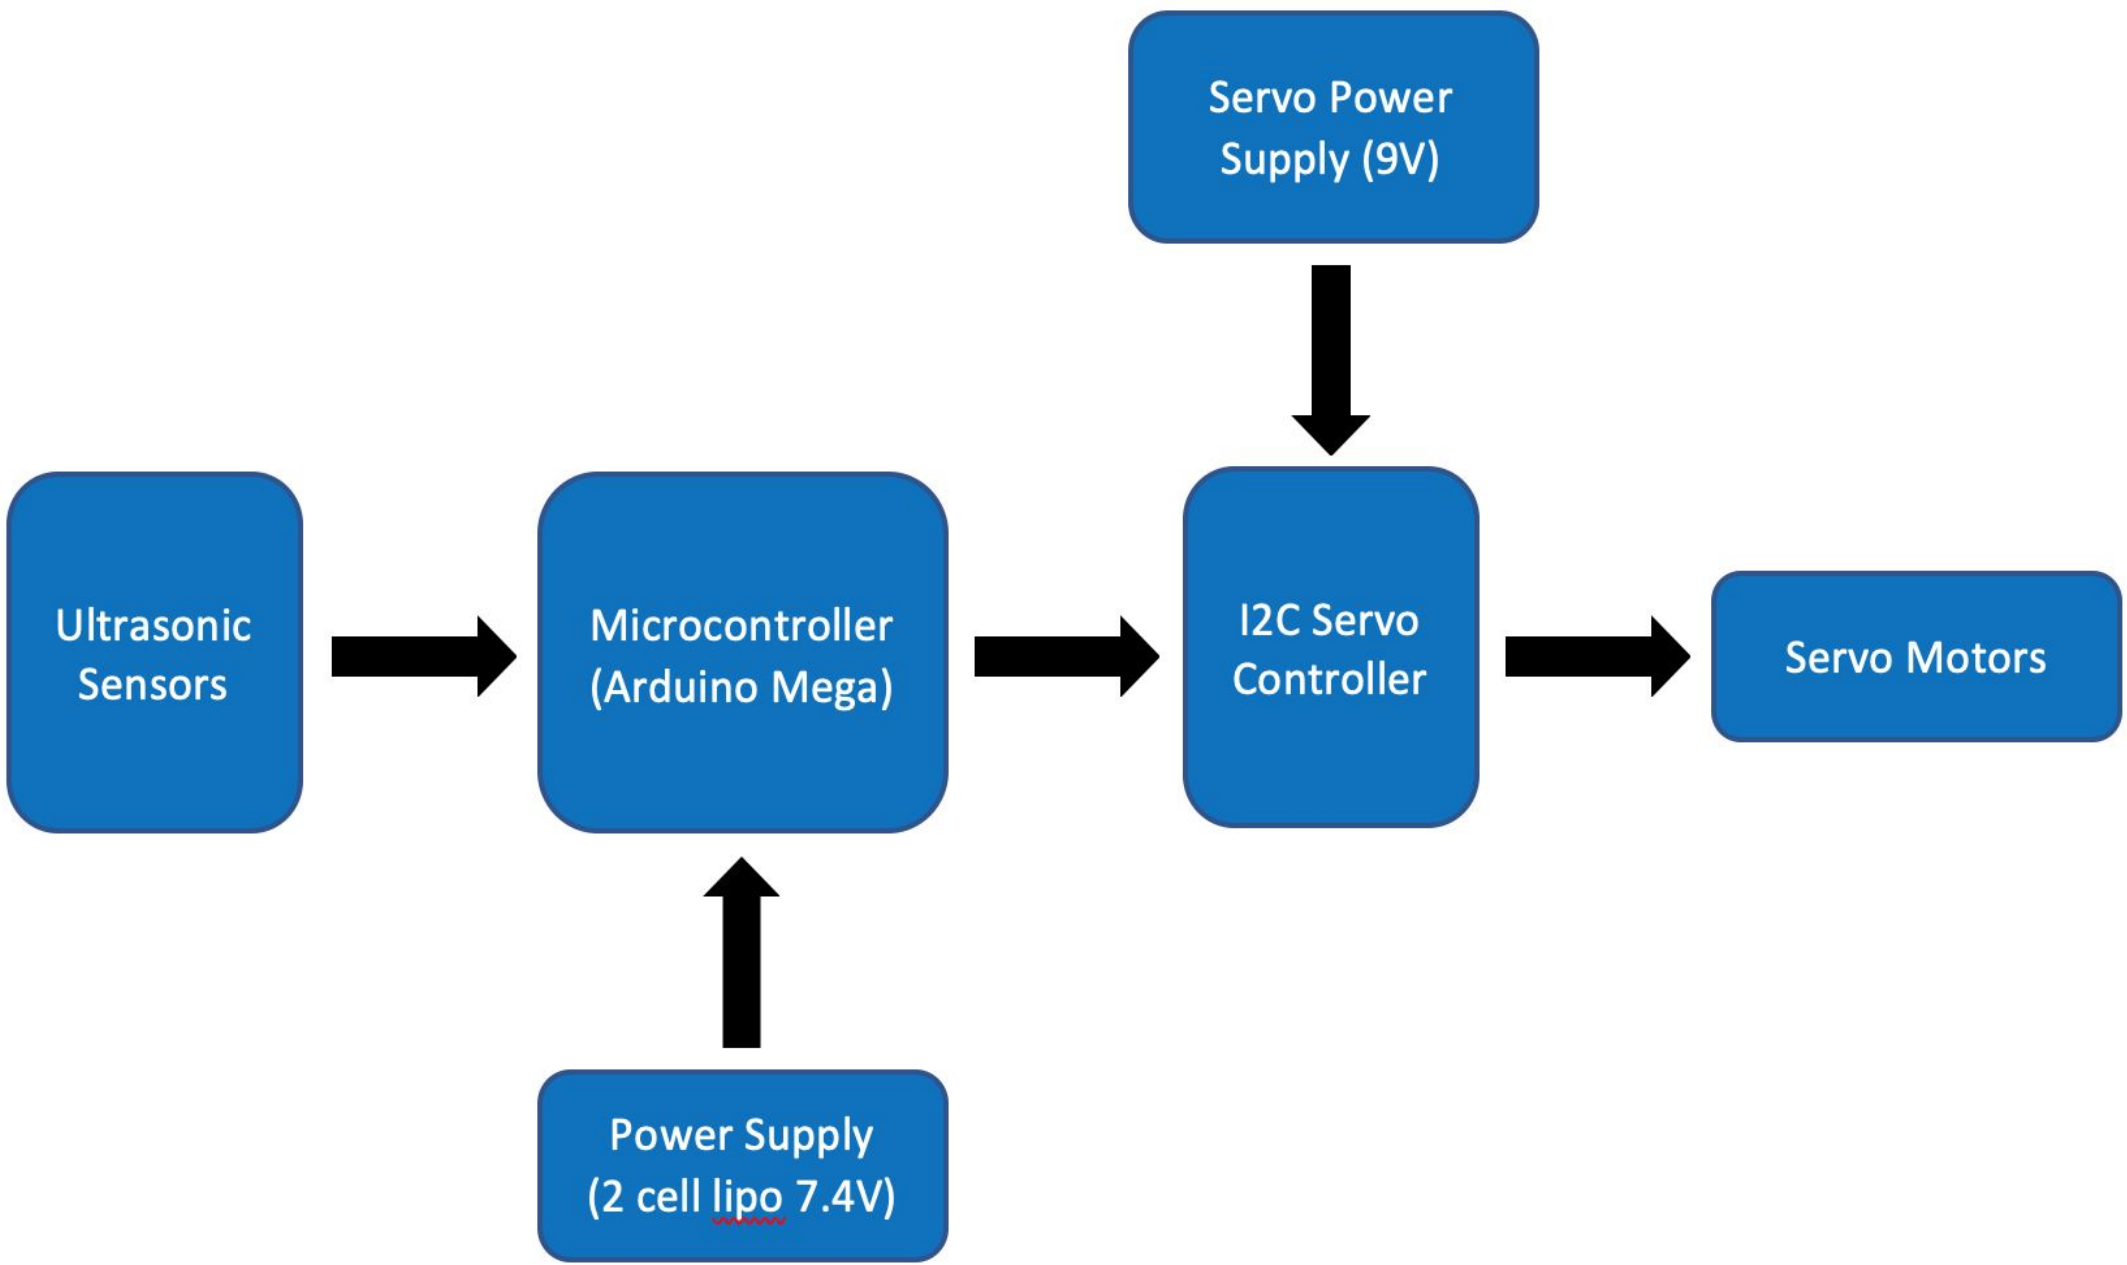 Servo Power
Supply (9V)
Ultrasonic
Sensors
Microcontroller
(Arduino Mega)
I2C Servo
Controller
Servo Motors
Power Supply
(2 cell lipo 7.4V)